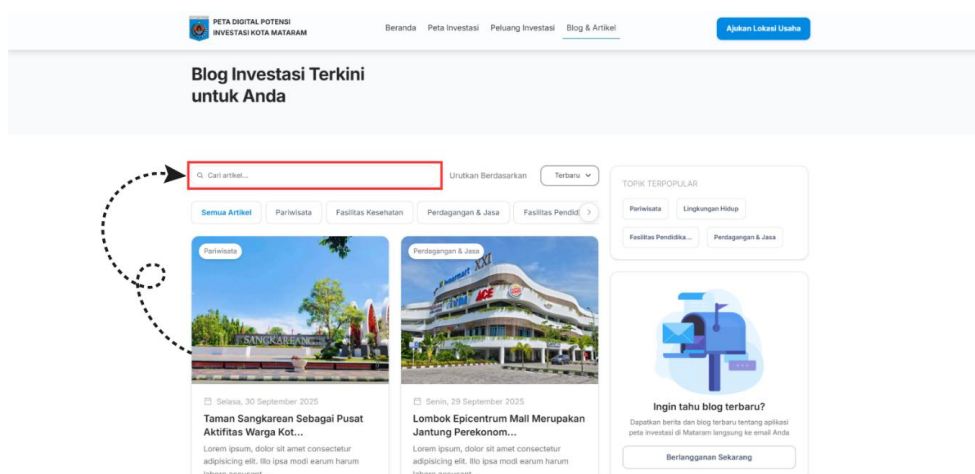 PETA DIGITAL POTENSI
INVESTASI KOTA MATARAM
Beranda Peta Investasi Peluang Investasi Blog & Artikel
Ajukan Lokasi Usaha
Blog Investasi Terkini
untuk Anda
Cari artikel...
Urutkan Berdasarkan Terbaru
Semua Artikel Pariwisata Fasilitas Kesehatan Perdagangan & Jasa Fasilitas Pendidi
Pariwisata
SANGKAREANG
Selasa, 30 September 2025
Taman Sangkarean Sebagai Pusat
Aktifitas Warga Kot...
Lorem ipsum, dolor sit amet consectetur
adipisicing elit. Illo ipsa modi earum harum
Perdagangan & Jasa
hypermart XXI
ACE
Senin, 29 September 2025
Lombok Epicentrum Mall Merupakan
Jantung Perekonom...
Lorem ipsum, dolor sit amet consectetur
adipisicing elit. Illo ipsa modi earum harum
TOPIK TERPOPULAR
Pariwisata Lingkungan Hidup
Fasilitas Pendidika... Perdagangan & Jasa
Ingin tahu blog terbaru?
Dapatkan berita dan blog terbaru tentang aplikasi
peta investasi di Mataram langsung ke email Anda
Berlangganan Sekarang